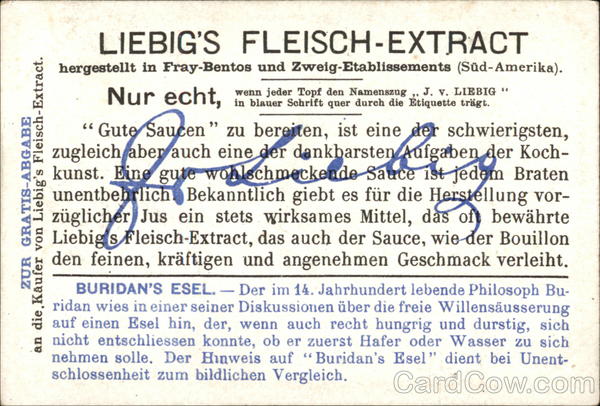 LIEBIG'S FLEISCH-EXTRACT
hergestellt in Fray-Bentos und Zweig-Etablissements (Süd-Amerika).
Nur echt, wenn jeder Topf den Namenszug „J. v. LIEBIG"
in blauer Schrift quer durch die Etiquette trägt.
"Gute Saucen" zu bereiten, ist eine der schwierigsten,
zugleich aber auch eine der dankbarsten Aufgaben der Koch-
kunst. Eine gute wohlschmeckende Sauce ist jedem Braten
unentbehrlich. Bekanntlich giebt es für die Herstellung vor-
züglicher Jus ein stets wirksames Mittel, das oft bewährte
Liebig's Fleisch-Extract, das auch der Sauce, wie der Bouillon
den feinen, kräftigen und angenehmen Geschmack verleiht.
J v Liebig
BURIDAN'S ESEL. — Der im 14. Jahrhundert lebende Philosoph Bu-
ridan wies in einer seiner Diskussionen über die freie Willensäusserung
auf einen Esel hin, der, wenn auch recht hungrig und durstig, sich
nicht entschliessen konnte, ob er zuerst Hafer oder Wasser zu sich
nehmen solle. Der Hinweis auf "Buridan's Esel" dient bei Unent-
schlossenheit zum bildlichen Vergleich.
ZUR GRATIS-ABGABE
an die Käufer von Liebig's Fleisch-Extract.
CardCow.com